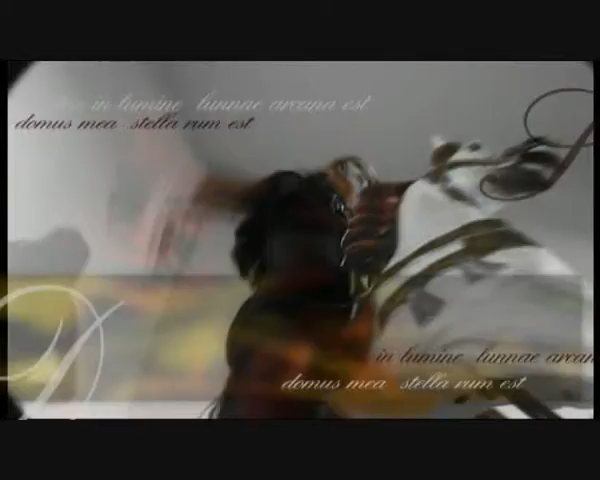 in lumine lunnae arcana est
domus mea stella rum est
D
in lumine lunnae arcan
domus mea stella rum est